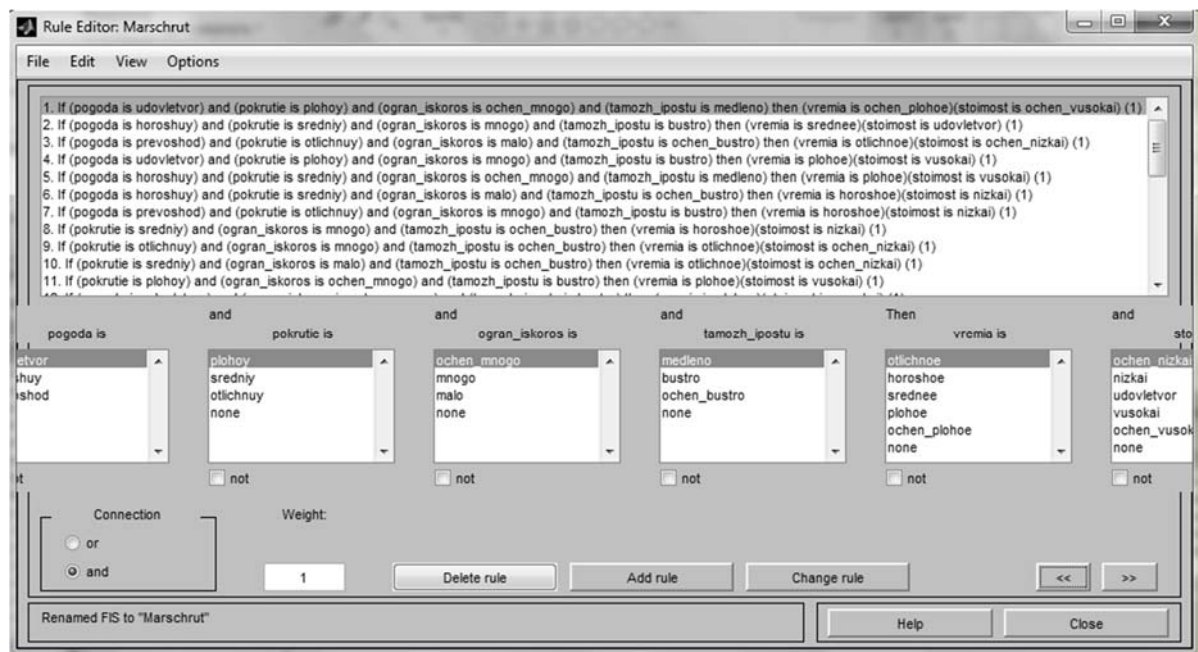 Rule Editor: Marschrut
File Edit View Options
1. If (pogoda is udovletvor) and (pokrutie is plohoy) and (ogran_iskoros is ochen_mnogo) and (tamozh_ipostu is medleno) then (vremia is ochen_plohoe)(stoimost is ochen_vusokai) (1)
2. If (pogoda is horoshuy) and (pokrutie is sredniy) and (ogran_iskoros is mnogo) and (tamozh_ipostu is bustro) then (vremia is srednee)(stoimost is udovletvor) (1)
3. If (pogoda is prevoshod) and (pokrutie is otlichnuy) and (ogran_iskoros is malo) and (tamozh_ipostu is ochen_bustro) then (vremia is otlichnoe)(stoimost is ochen_nizkai) (1)
4. If (pogoda is udovletvor) and (pokrutie is plohoy) and (ogran_iskoros is mnogo) and (tamozh_ipostu is bustro) then (vremia is plohoe)(stoimost is vusokai) (1)
5. If (pogoda is horoshuy) and (pokrutie is sredniy) and (ogran_iskoros is ochen_mnogo) and (tamozh_ipostu is medleno) then (vremia is plohoe)(stoimost is vusokai) (1)
6. If (pogoda is horoshuy) and (pokrutie is sredniy) and (ogran_iskoros is malo) and (tamozh_ipostu is ochen_bustro) then (vremia is horoshoe)(stoimost is nizkai) (1)
7. If (pogoda is prevoshod) and (pokrutie is otlichnuy) and (ogran_iskoros is mnogo) and (tamozh_ipostu is bustro) then (vremia is horoshoe)(stoimost is nizkai) (1)
8. If (pokrutie is sredniy) and (ogran_iskoros is mnogo) and (tamozh_ipostu is ochen_bustro) then (vremia is horoshoe)(stoimost is nizkai) (1)
9. If (pokrutie is otlichnuy) and (ogran_iskoros is mnogo) and (tamozh_ipostu is ochen_bustro) then (vremia is otlichnoe)(stoimost is ochen_nizkai) (1)
10. If (pokrutie is sredniy) and (ogran_iskoros is malo) and (tamozh_ipostu is ochen_bustro) then (vremia is otlichnoe)(stoimost is ochen_nizkai) (1)
11. If (pokrutie is plohoy) and (ogran_iskoros is ochen_mnogo) and (tamozh_ipostu is bustro) then (vremia is plohoe)(stoimost is vusokai) (1)
and and and Then and
pogoda is pokrutie is ogran_iskoros is tamozh_ipostu is vremia is sto
etvor plohoy ochen_mnogo medleno otlichnoe ochen_nizkai
shuy sredniy mnogo bustro horoshoe nizkai
shod otlichnuy malo ochen_bustro srednee udovletvor
none none none plohoe vusokai
ochen_plohoe ochen_vusok
none none
t not not not not not
Connection Weight:
or
and 1 Delete rule Add rule Change rule << >>
Renamed FIS to "Marschrut" Help Close